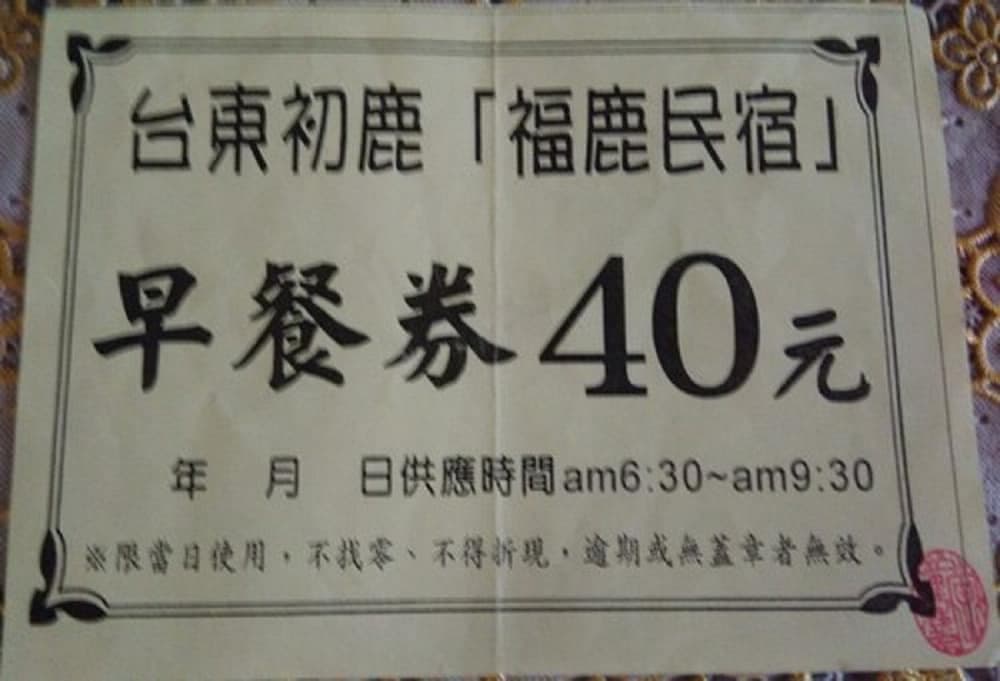 台東初鹿「福鹿民宿」
早餐券40元
年 月 日供應時間am6:30~am9:30
※限當日使用，不找零、不得折現，逾期或無蓋章者無效。